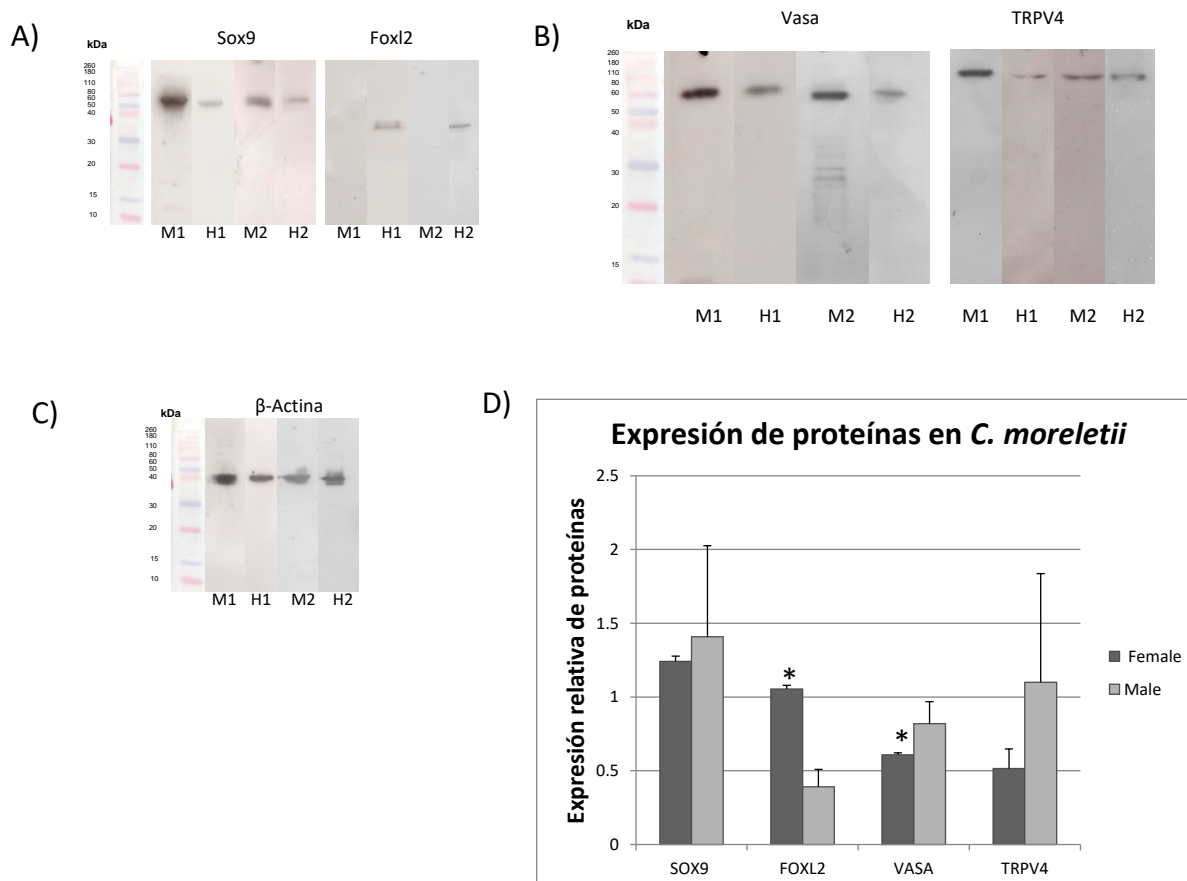 A)
kDa
Sox9
Foxl2
260
180
110
80
60
50
40
30
20
15
10
M1 H1 M2 H2
M1 H1 M2 H2
B)
kDa
Vasa
TRPV4
260
180
110
80
60
50
40
30
20
15
M1 H1 M2 H2
M1 H1 M2 H2
C)
kDa
β-Actina
260
180
110
80
60
50
40
30
20
15
10
M1 H1 M2 H2
D)
Expresión de proteínas en C. moreletii
Expresión relativa de proteínas
2.5
2
1.5
1
0.5
0
*
*
SOX9 FOXL2 VASA TRPV4
Female
Male